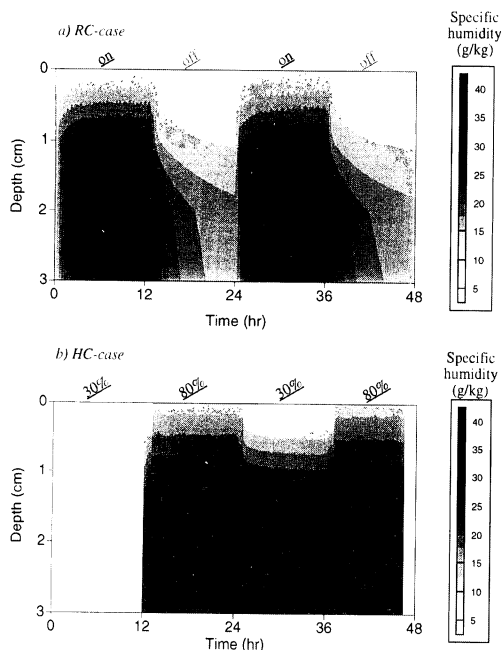 a) RC-case
on off on off
Specific
humidity
(g/kg)
0
1
2
3
Depth (cm)
0 12 24 36 48
Time (hr)
40
35
30
25
20
15
10
5
b) HC-case
30% 80% 30% 80%
Specific
humidity
(g/kg)
0
1
2
3
Depth (cm)
0 12 24 36 48
Time (hr)
40
35
30
25
20
15
10
5